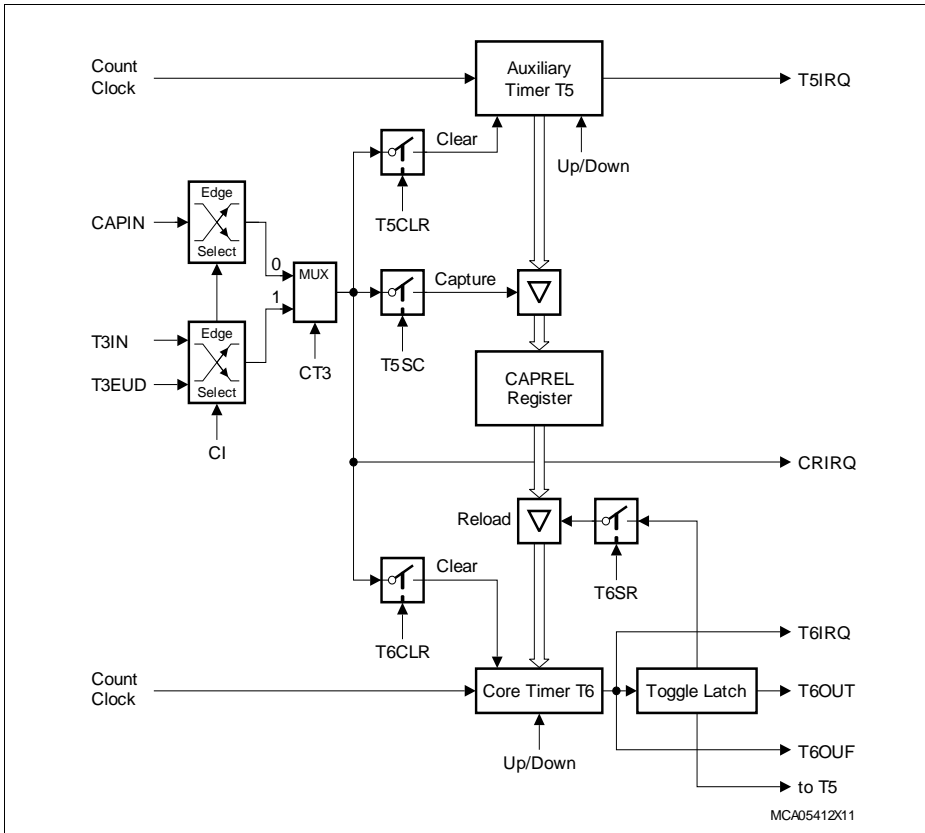 Count
Clock
Auxiliary
Timer T5
T5IRQ
Clear
Up/Down
T5CLR
Edge
Select
CAPIN
0
MUX
1
Capture
T3IN
T3EUD
Edge
Select
CT3
T5SC
CAPREL
Register
CI
CRIRQ
Reload
Clear
T6SR
T6CLR
T6IRQ
Count
Clock
Core Timer T6
Toggle Latch
T6OUT
Up/Down
T6OUF
to T5
MCA05412X11